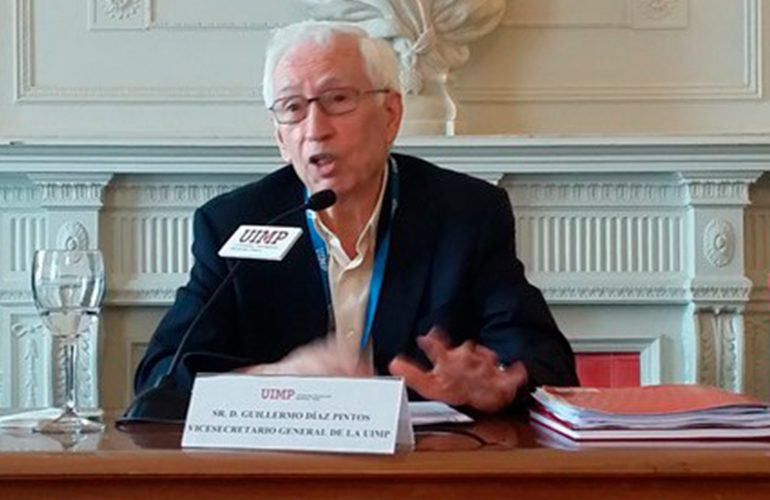 UIMP
UIMP
SR. D. GUILLERMO DÍAZ PINTOS
VICESECRETARIO GENERAL DE LA UIMP